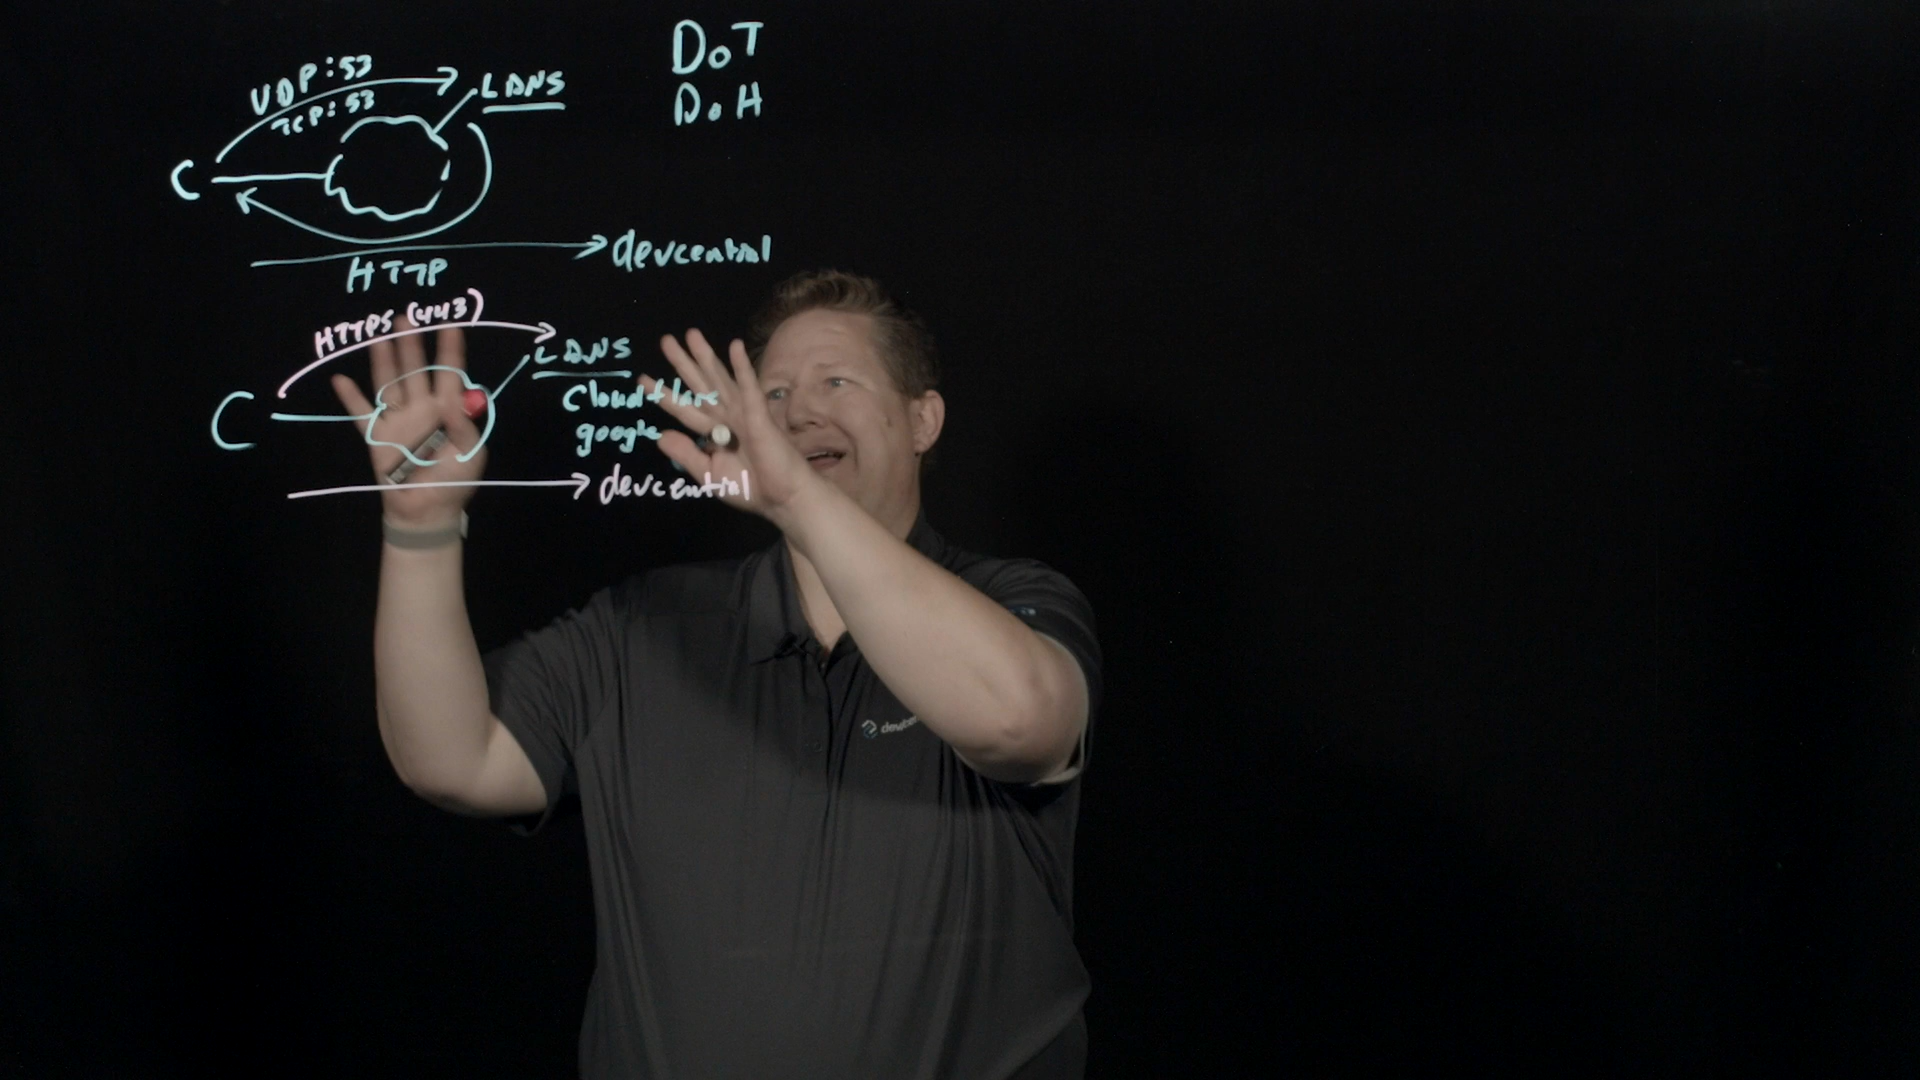 DoT
DoH
UDP:53
TCP:53
LDNS
C
HTTP
devcentral
HTTPS (443)
LDNS
Cloudflare
google
C
devcentral